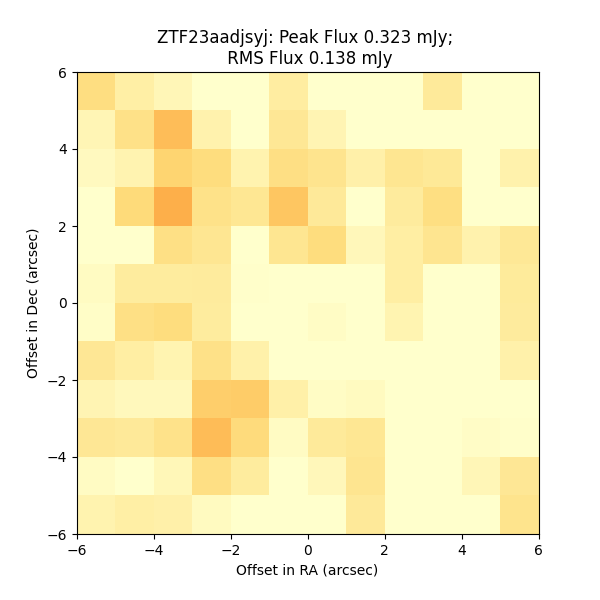 ZTF23aadjsyj: Peak Flux 0.323 mJy;
RMS Flux 0.138 mJy
6
4
2
0
−2
−4
−6
Offset in Dec (arcsec)
−6 −4 −2 0 2 4 6
Offset in RA (arcsec)